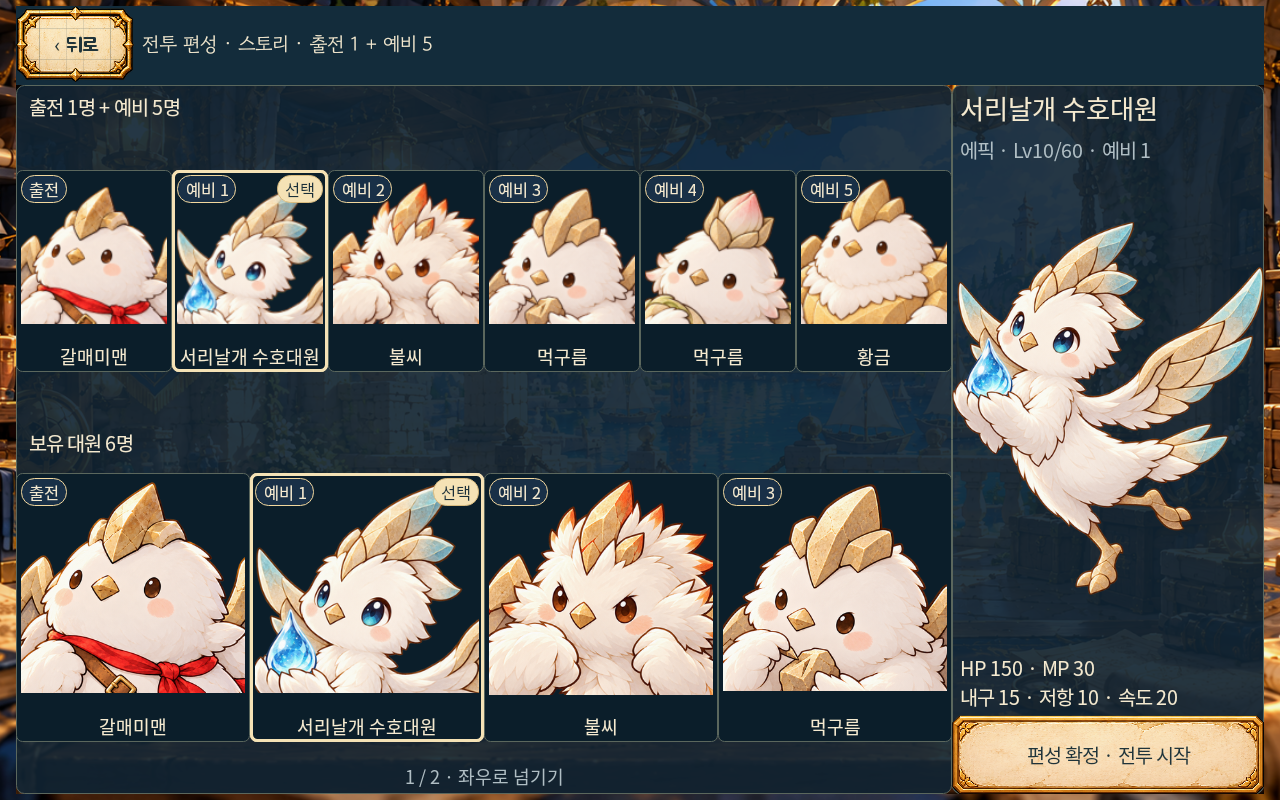 ‹ 뒤로
전투 편성 · 스토리 · 출전 1 + 예비 5
출전 1명 + 예비 5명
출전
예비 1
선택
예비 2
예비 3
예비 4
예비 5
갈매미맨
서리날개 수호대원
불씨
먹구름
먹구름
황금
보유 대원 6명
출전
예비 1
선택
예비 2
예비 3
갈매미맨
서리날개 수호대원
불씨
먹구름
1 / 2 · 좌우로 넘기기
서리날개 수호대원
에픽 · Lv10/60 · 예비 1
HP 150 · MP 30
내구 15 · 저항 10 · 속도 20
편성 확정 · 전투 시작